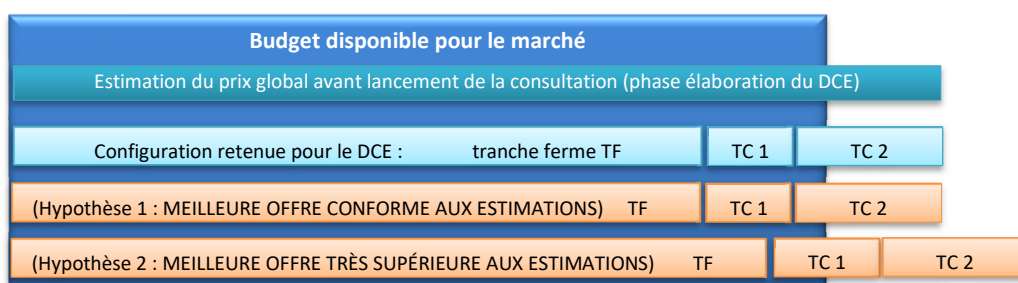 Budget disponible pour le marché
Estimation du prix global avant lancement de la consultation (phase élaboration du DCE)
Configuration retenue pour le DCE : tranche ferme TF TC 1 TC 2
(Hypothèse 1 : MEILLEURE OFFRE CONFORME AUX ESTIMATIONS) TF TC 1 TC 2
(Hypothèse 2 : MEILLEURE OFFRE TRÈS SUPÉRIEURE AUX ESTIMATIONS) TF TC 1 TC 2